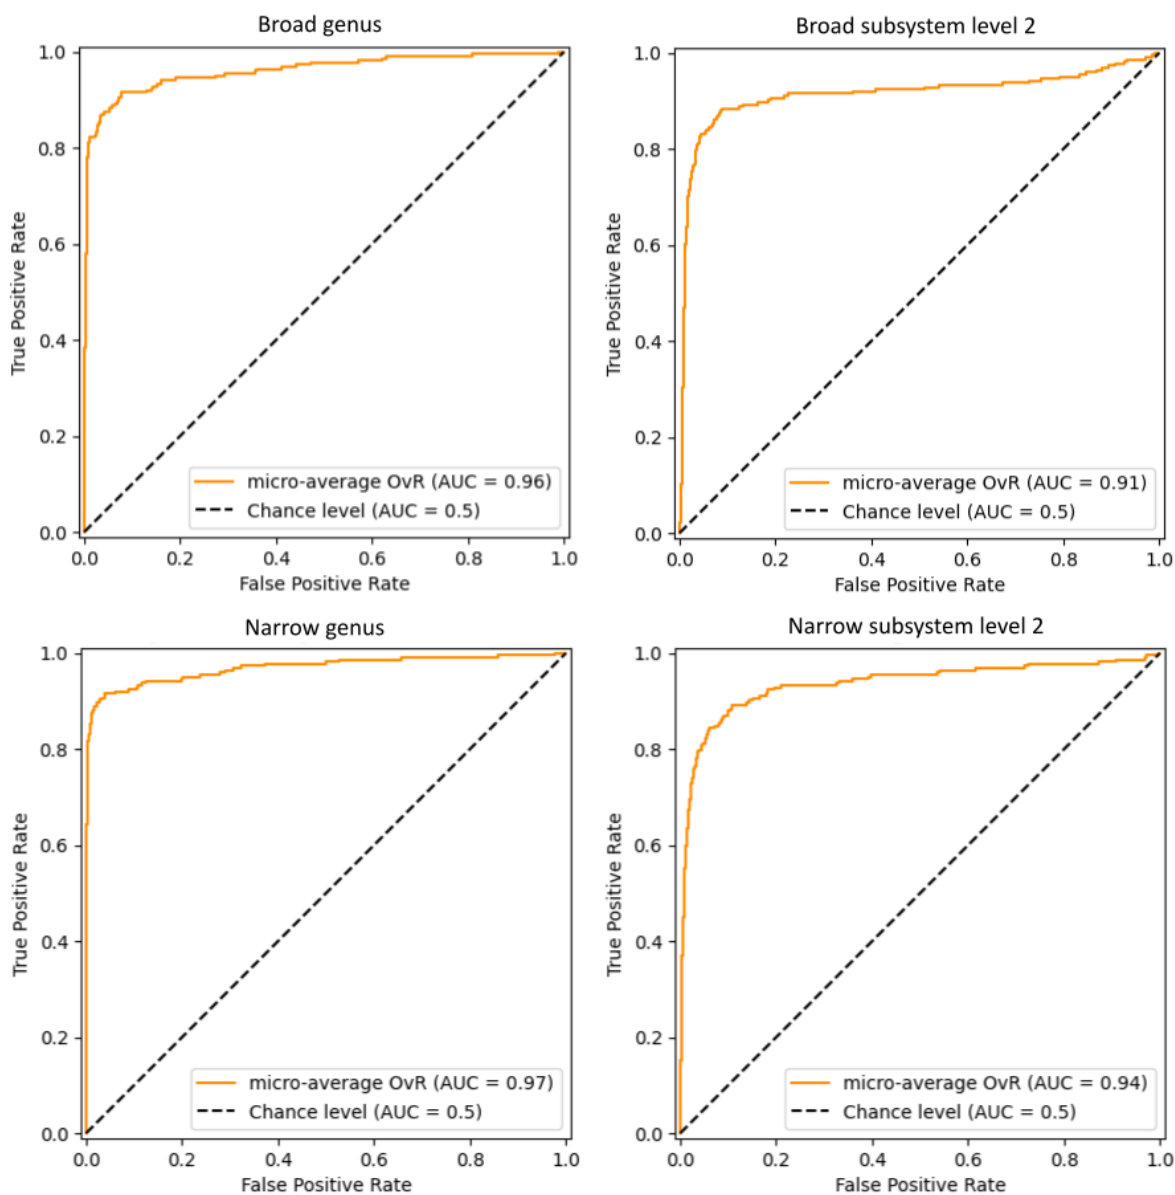 Broad genus
1.0
0.8
0.6
0.4
0.2
0.0
True Positive Rate
micro-average OvR (AUC = 0.96)
Chance level (AUC = 0.5)
0.0 0.2 0.4 0.6 0.8 1.0
False Positive Rate
Broad subsystem level 2
1.0
0.8
0.6
0.4
0.2
0.0
True Positive Rate
micro-average OvR (AUC = 0.91)
Chance level (AUC = 0.5)
0.0 0.2 0.4 0.6 0.8 1.0
False Positive Rate
Narrow genus
1.0
0.8
0.6
0.4
0.2
0.0
True Positive Rate
micro-average OvR (AUC = 0.97)
Chance level (AUC = 0.5)
0.0 0.2 0.4 0.6 0.8 1.0
False Positive Rate
Narrow subsystem level 2
1.0
0.8
0.6
0.4
0.2
0.0
True Positive Rate
micro-average OvR (AUC = 0.94)
Chance level (AUC = 0.5)
0.0 0.2 0.4 0.6 0.8 1.0
False Positive Rate